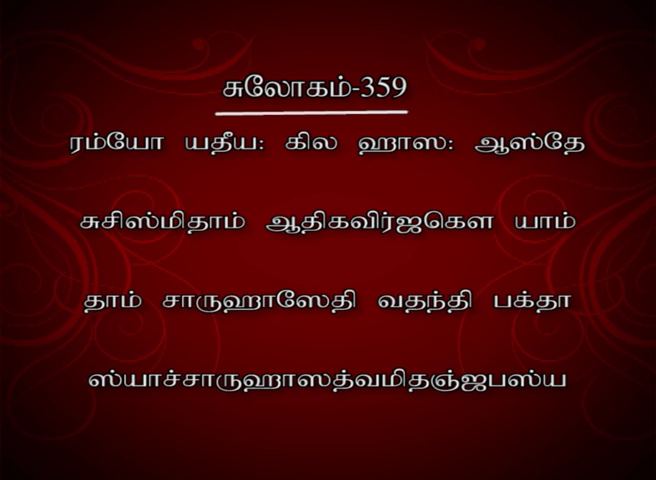 சுலோகம்-359
ரம்யோ யதீய: கில ஹாஸ: ஆஸ்தே
சுசிஸ்மிதாம் ஆதிகவிர்ஜகௌ யாம்
தாம் சாருஹாஸேதி வதந்தி பக்தா
ஸ்யாச்சாருஹாஸத்வமிதஞ்ஜபஸ்ய